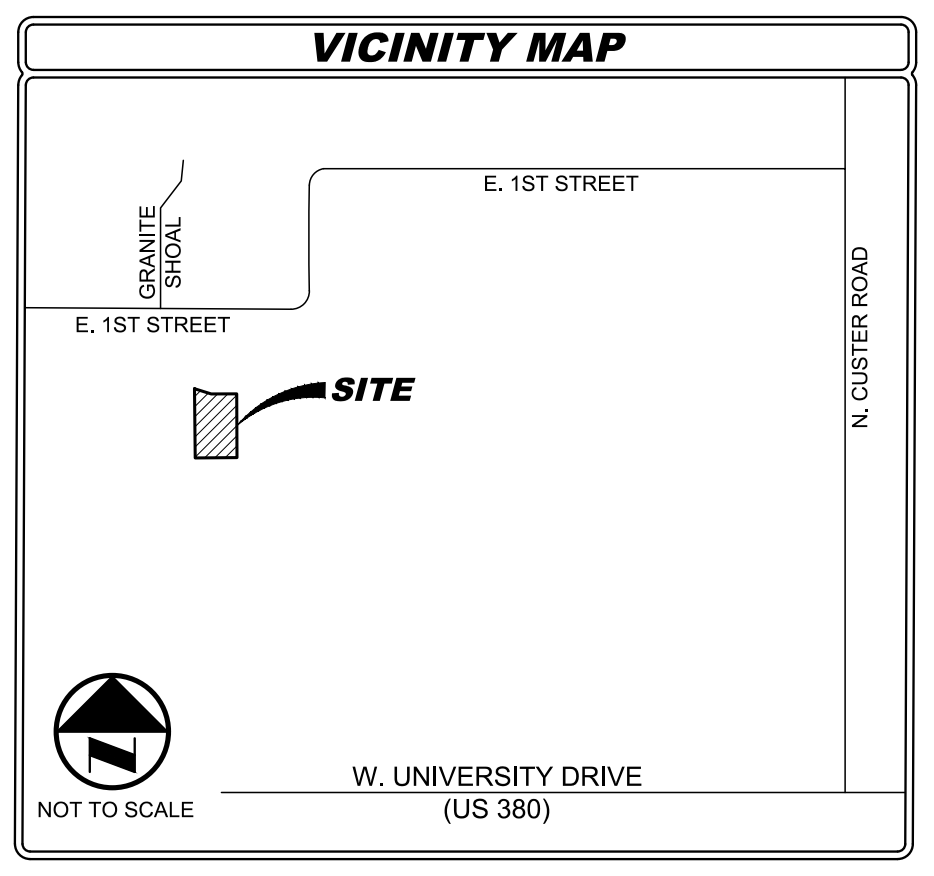 VICINITY MAP
E. 1ST STREET
GRANITE
SHOAL
N. CUSTER ROAD
E. 1ST STREET
SITE
W. UNIVERSITY DRIVE
(US 380)
N
NOT TO SCALE